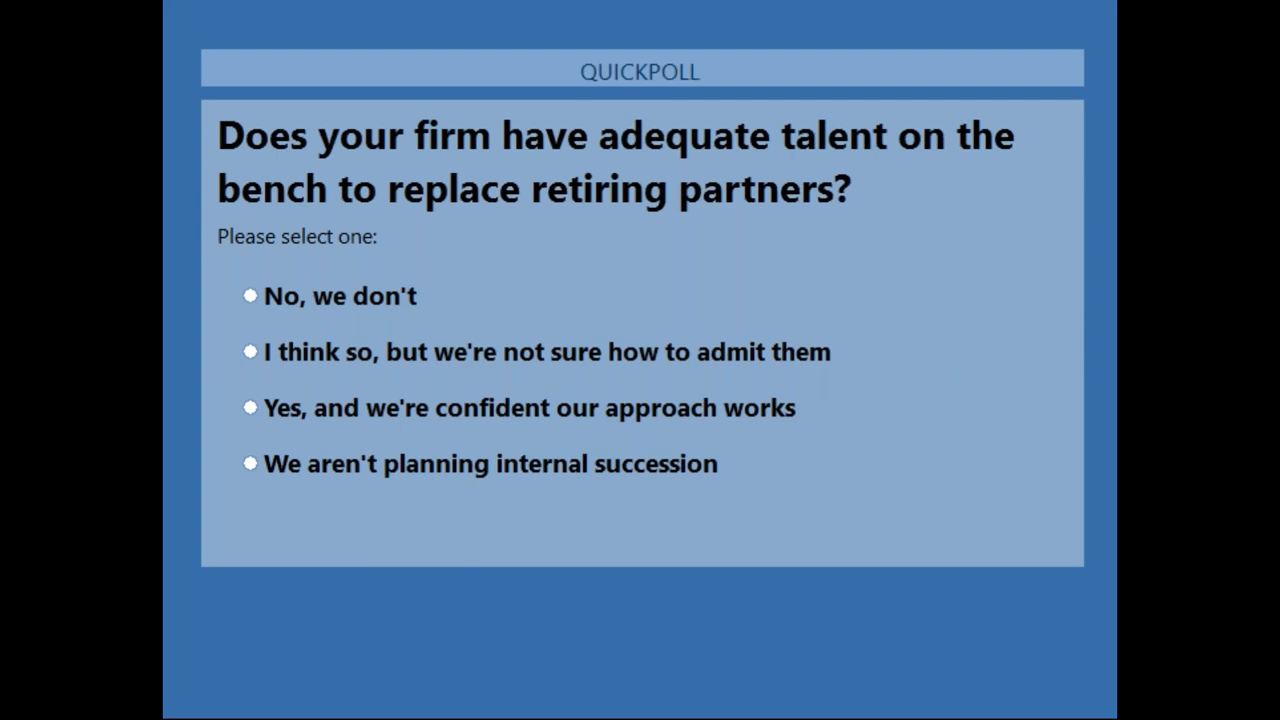 QUICKPOLL
Does your firm have adequate talent on the
bench to replace retiring partners?
Please select one:
No, we don't
I think so, but we're not sure how to admit them
Yes, and we're confident our approach works
We aren't planning internal succession